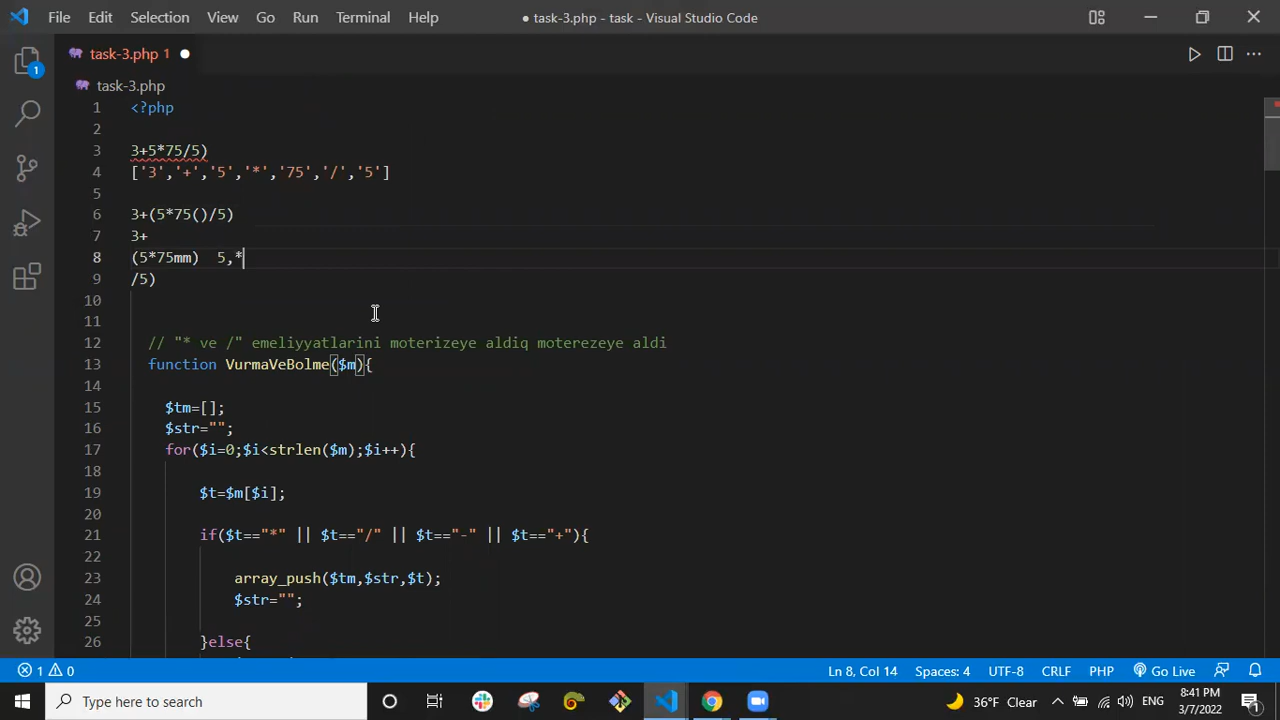 File Edit Selection View Go Run Terminal Help ● task-3.php - task - Visual Studio Code
task-3.php 1 ●
task-3.php
1 <?php
2
3 3+5*75/5)
4 ['3','+','5','*','75','/','5']
5
6 3+(5*75()/5)
7 3+
8 (5*75mm)  5,*
9 /5)
10
11
12 // "* ve /" emeliyyatlarini moterizeye aldiq moterezeye aldi
13 function VurmaVeBolme($m){
14
15 $tm=[];
16 $str="";
17 for($i=0;$i<strlen($m);$i++){
18
19 $t=$m[$i];
20
21 if($t=="*" || $t=="/" || $t=="-" || $t=="+"){
22
23 array_push($tm,$str,$t);
24 $str="";
25
26 }else{
1
1 0 Ln 8, Col 14 Spaces: 4 UTF-8 CRLF PHP Go Live
Type here to search 36°F Clear ENG 8:41 PM
3/7/2022 1